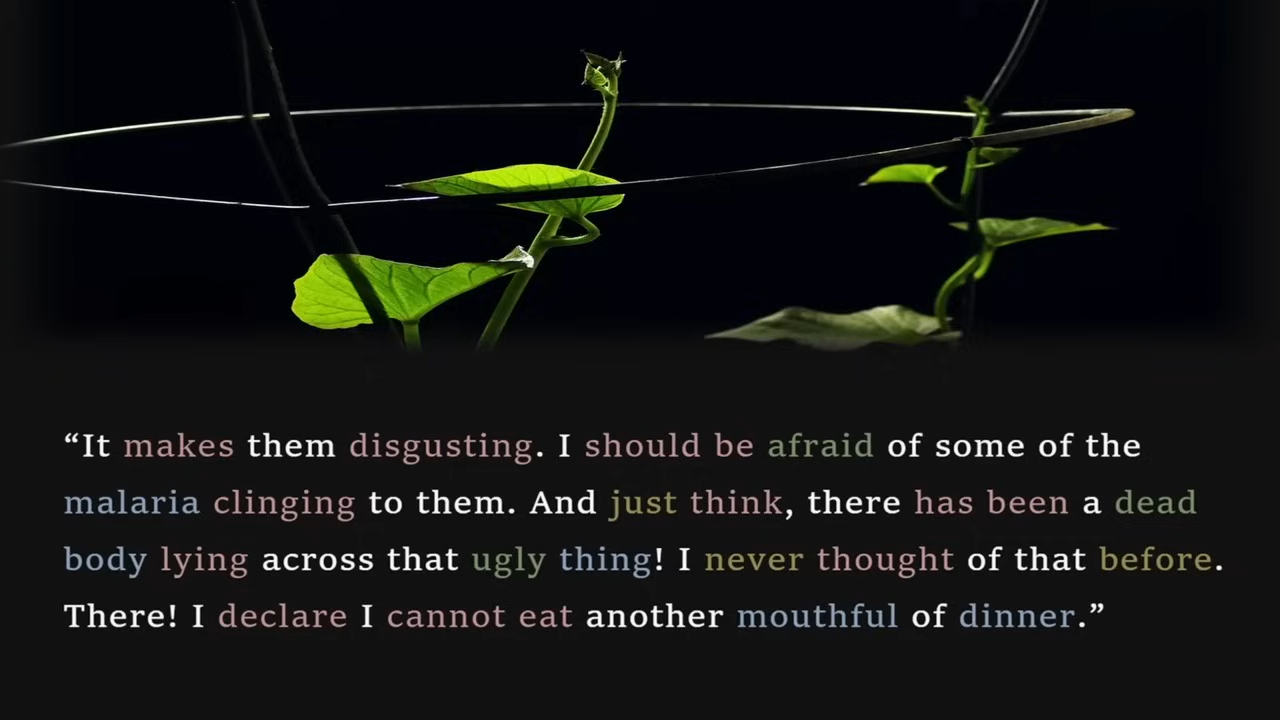 “It makes them disgusting. I should be afraid of some of the
malaria clinging to them. And just think, there has been a dead
body lying across that ugly thing! I never thought of that before.
There! I declare I cannot eat another mouthful of dinner.”